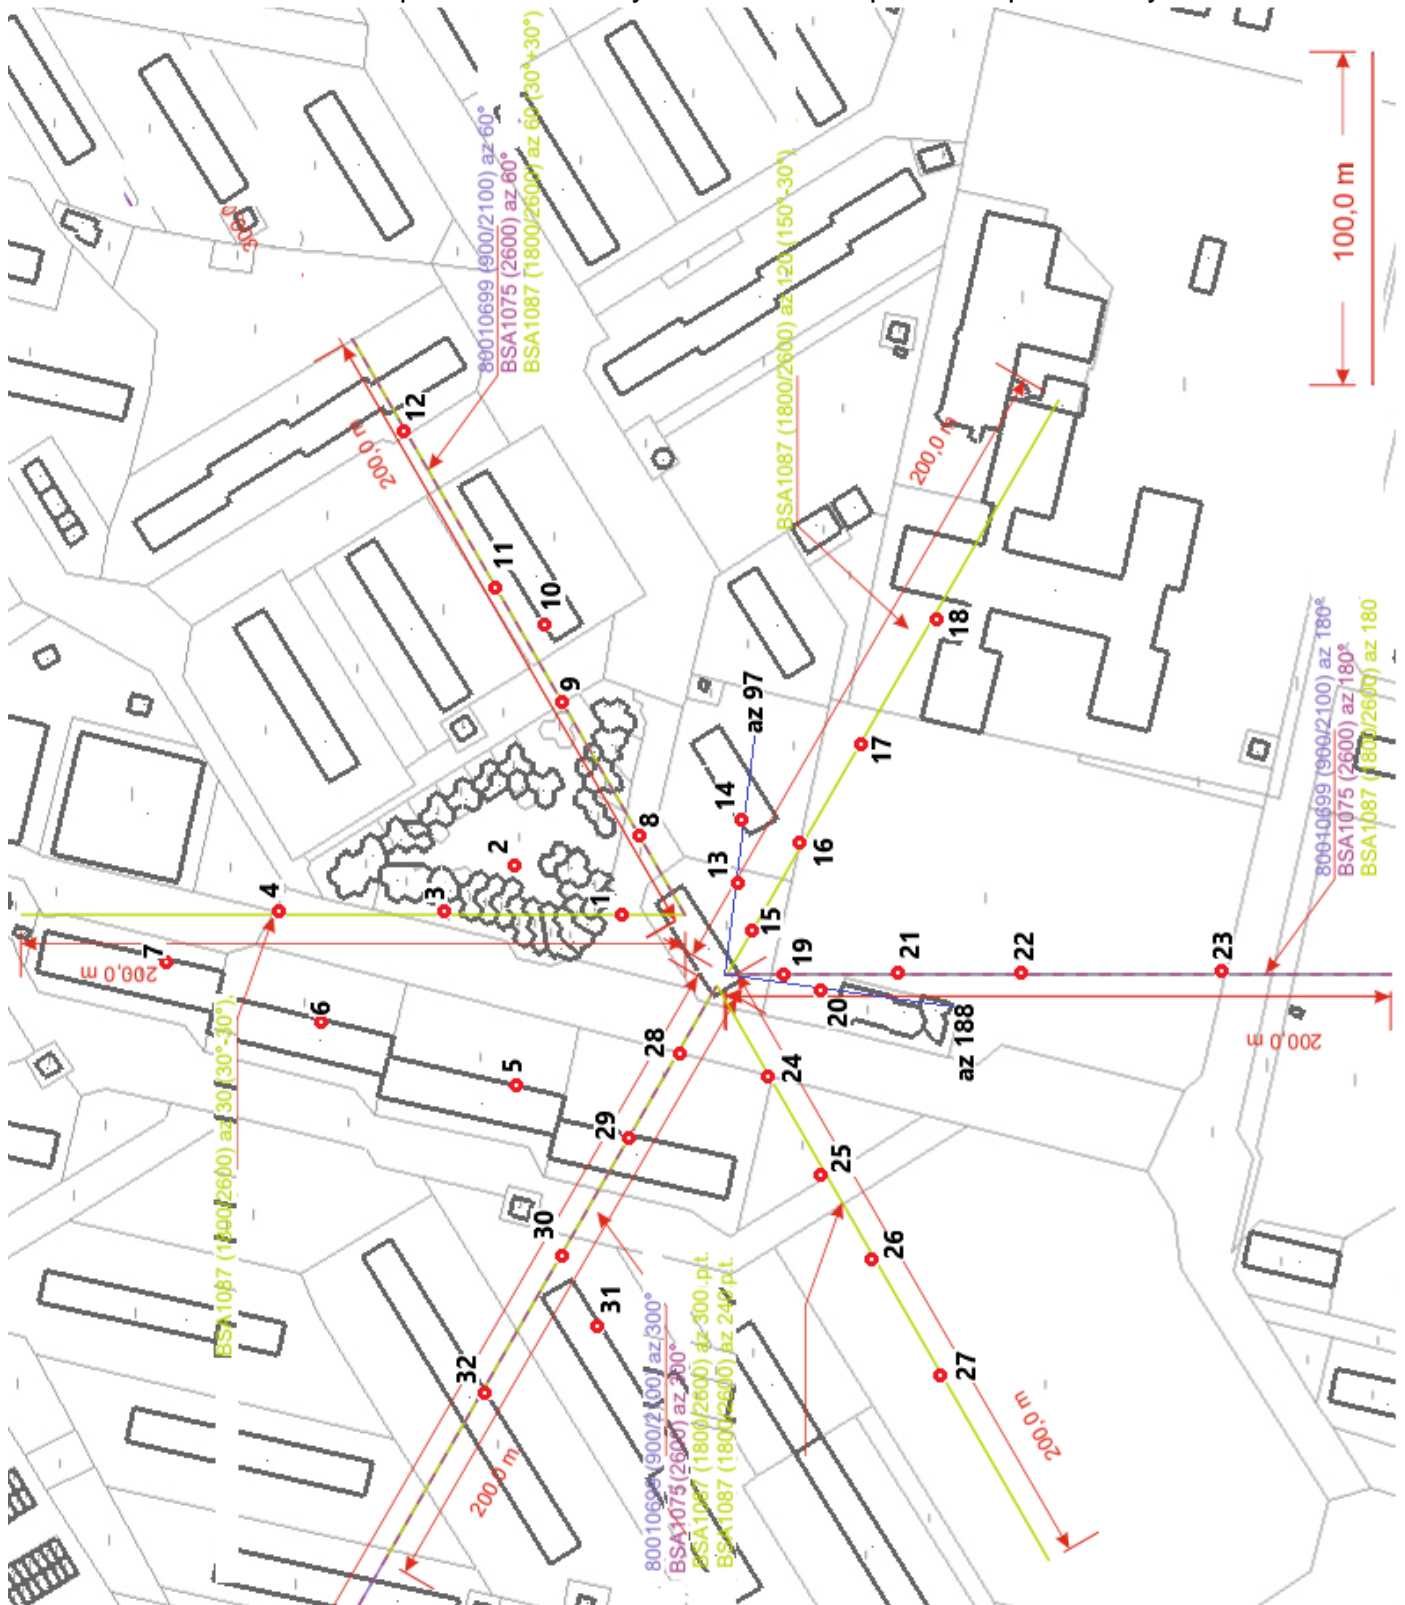 300,0
80010699 (900/2100) az 60°
BSA1075 (2600) az 60°
BSA1087 (1800/2600) az 60 (30°+30°)
BSA1087 (1800/2600) az 120 (150°-30°)
100,0 m
200,0 m
12
11
10
9
8
az 97
14
13
15
16
17
18
200,0 m
2
1
3
4
7
200,0 m
6
5
BSA1087 (1800/2600) az 30 (30°-30°),
19
20
21
22
23
az 188
200,0 m
80010699 (900/2100) az 180°
BSA1075 (2600) az 180°
BSA1087 (1800/2600) az 180
28
29
30
31
32
200,0 m
24
25
26
27
200,0 m
80010699 (900/2100) az 300°
BSA1075 (2600) az 300°
BSA1087 (1800/2600) az 300 p.t.
BSA1087 (1800/2600) az 240 p.t.